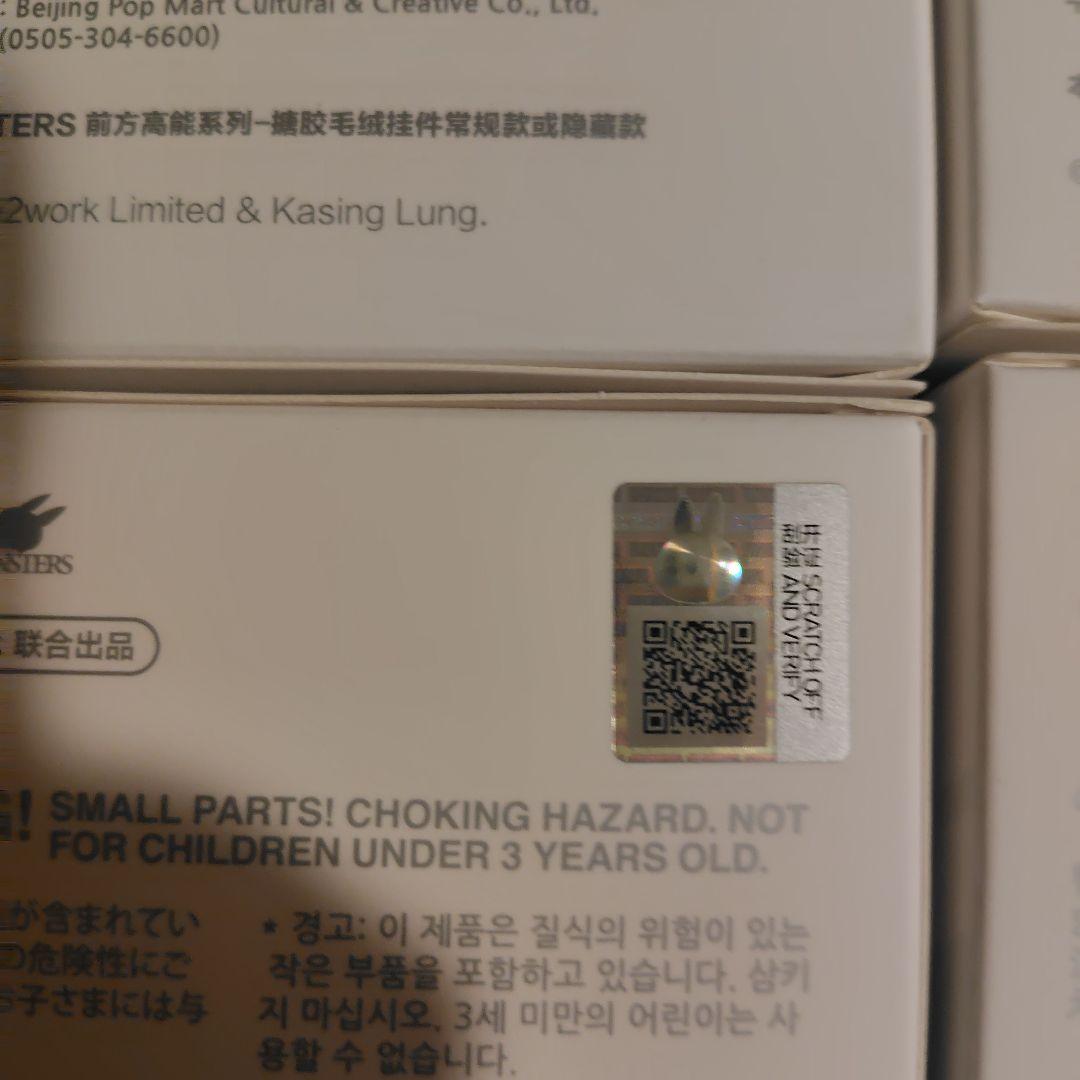 : Beijing Pop Mart Cultural & Creative Co., Ltd.
(0505-304-6600)
TERS 前方高能系列-搪胶毛绒挂件常规款或隐藏款
2work Limited & Kasing Lung.
NSTERS
: 联合出品
开盒 SCRATCH OFF
刮验 AND VERIFY
! SMALL PARTS! CHOKING HAZARD. NOT
FOR CHILDREN UNDER 3 YEARS OLD.
が含まれてい
危険性にご
お子さまには与
* 경고: 이 제품은 질식의 위험이 있는
작은 부품을 포함하고 있습니다. 삼키
지 마십시오. 3세 미만의 어린이는 사
용할 수 없습니다.